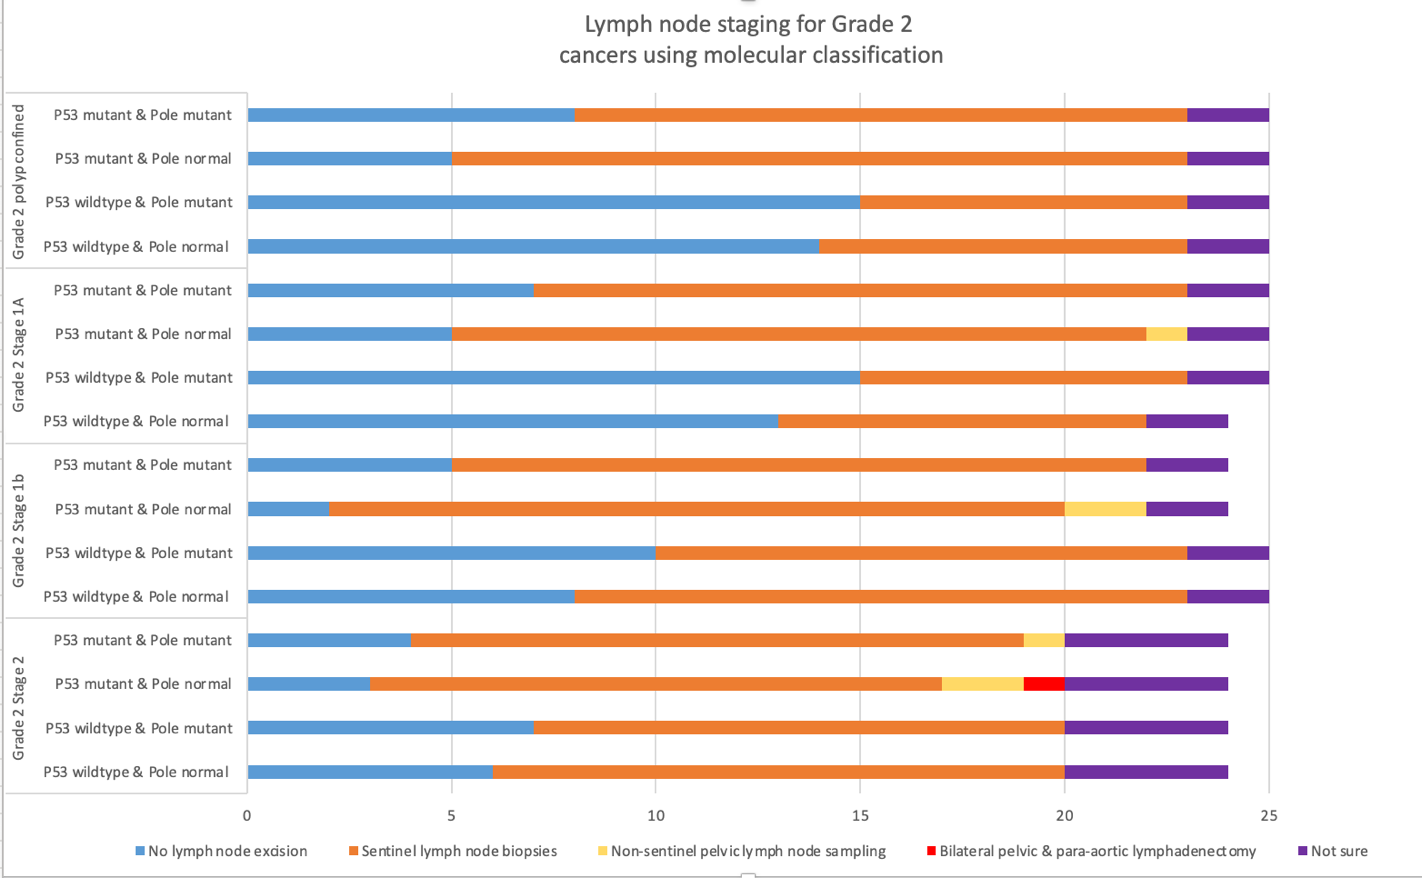 Lymph node staging for Grade 2
cancers using molecular classification
Grade 2 polyp confined
P53 mutant & Pole mutant
P53 mutant & Pole normal
P53 wildtype & Pole mutant
P53 wildtype & Pole normal
Grade 2 Stage 1A
P53 mutant & Pole mutant
P53 mutant & Pole normal
P53 wildtype & Pole mutant
P53 wildtype & Pole normal
Grade 2 Stage 1b
P53 mutant & Pole mutant
P53 mutant & Pole normal
P53 wildtype & Pole mutant
P53 wildtype & Pole normal
Grade 2 Stage 2
P53 mutant & Pole mutant
P53 mutant & Pole normal
P53 wildtype & Pole mutant
P53 wildtype & Pole normal
0 5 10 15 20 25
No lymph node excision Sentinel lymph node biopsies Non-sentinel pelvic lymph node sampling Bilateral pelvic & para-aortic lymphadenectomy Not sure